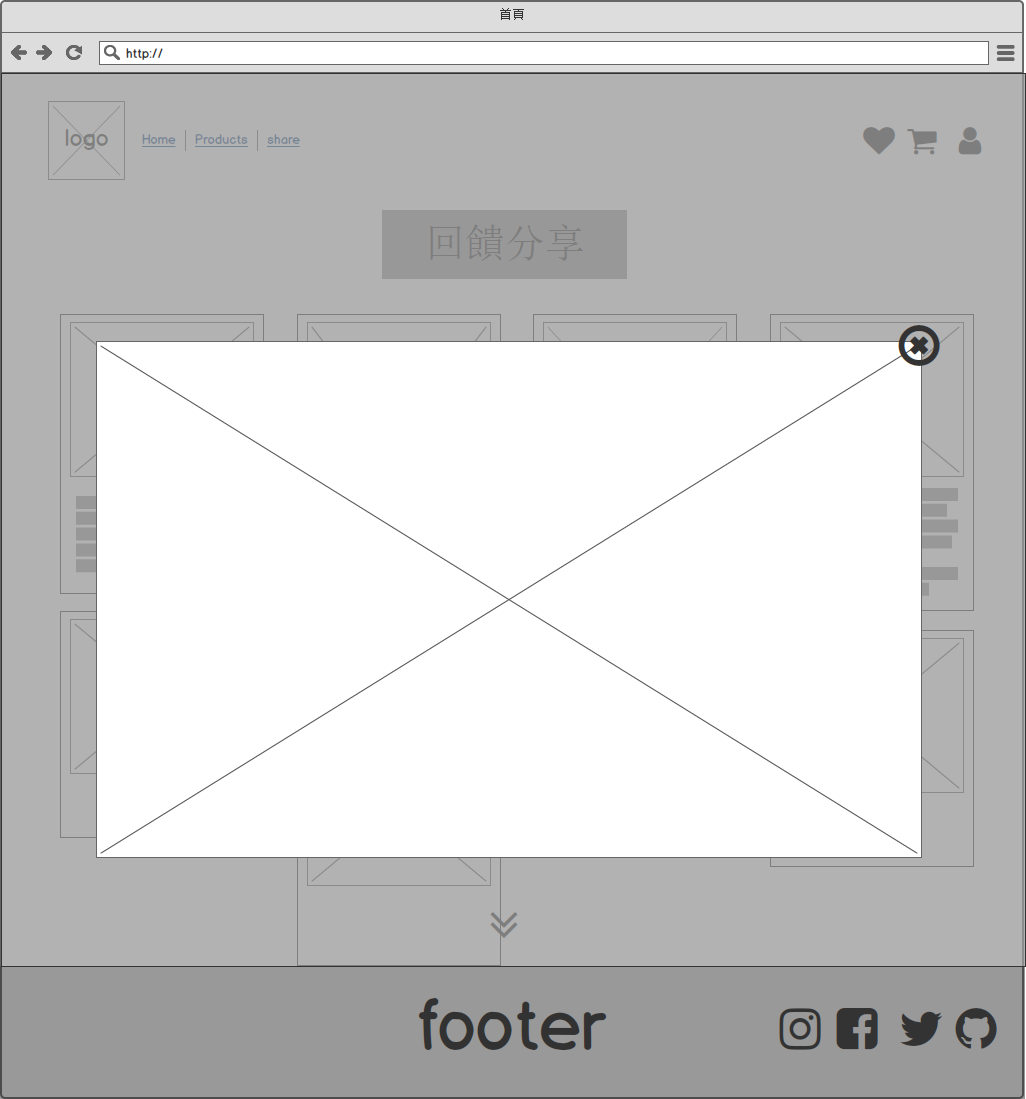 首頁
http://
logo
Home
Products
share
回饋分享
footer